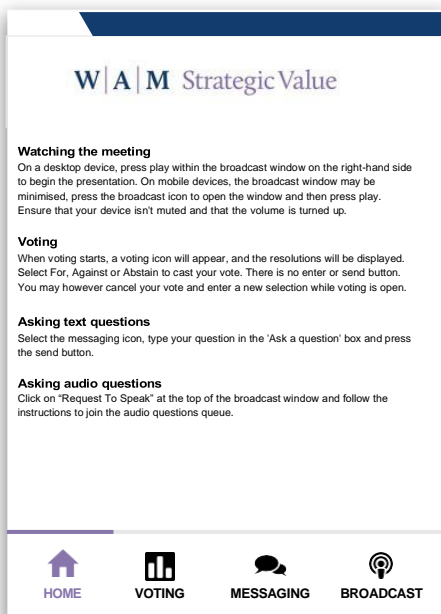 W|A|M Strategic Value
Watching the meeting
On a desktop device, press play within the broadcast window on the right-hand side
to begin the presentation. On mobile devices, the broadcast window may be
minimised, press the broadcast icon to open the window and then press play.
Ensure that your device isn't muted and that the volume is turned up.
Voting
When voting starts, a voting icon will appear, and the resolutions will be displayed.
Select For, Against or Abstain to cast your vote. There is no enter or send button.
You may however cancel your vote and enter a new selection while voting is open.
Asking text questions
Select the messaging icon, type your question in the 'Ask a question' box and press
the send button.
Asking audio questions
Click on “Request To Speak” at the top of the broadcast window and follow the
instructions to join the audio questions queue.
HOME VOTING MESSAGING BROADCAST